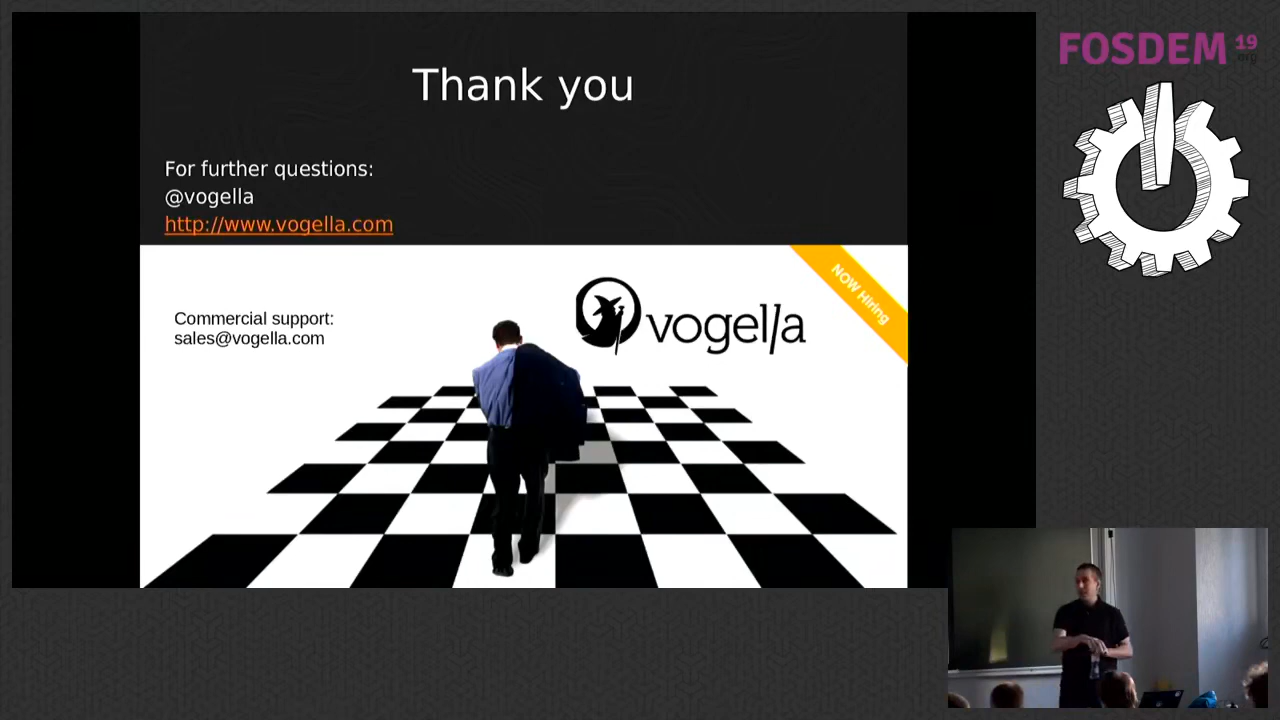 FOSDEM 19
.org
Thank you
For further questions:
@vogella
http://www.vogella.com
NOW Hiring
Commercial support:
sales@vogella.com
vogella